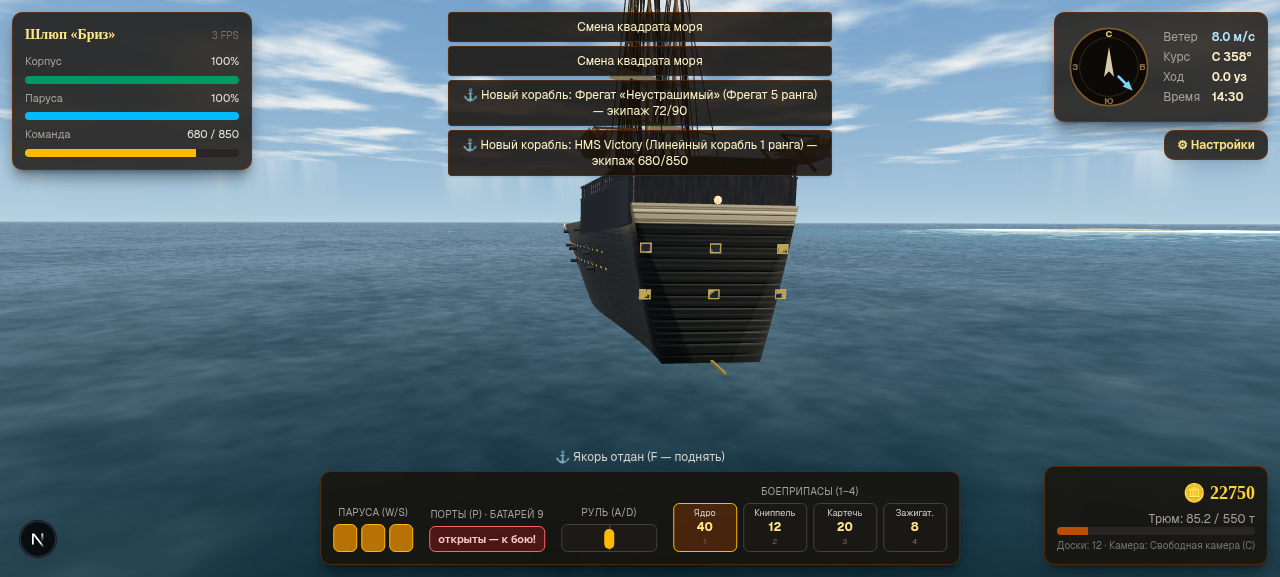 Шлюп «Бриз»
3 FPS
Корпус
100%
Паруса
100%
Команда
680 / 850
Смена квадрата моря
Смена квадрата моря
⚓ Новый корабль: Фрегат «Неустрашимый» (Фрегат 5 ранга)
— экипаж 72/90
⚓ Новый корабль: HMS Victory (Линейный корабль 1 ранга) —
экипаж 680/850
С
З
В
Ю
Ветер
8.0 м/с
Курс
С 358°
Ход
0.0 уз
Время
14:30
⚙ Настройки
⚓ Якорь отдан (F — поднять)
ПАРУСА (W/S)
ПОРТЫ (P) · БАТАРЕЙ 9
открыты — к бою!
РУЛЬ (A/D)
БОЕПРИПАСЫ (1–4)
Ядро
40
1
Книппель
12
2
Картечь
20
3
Зажигат.
8
4
22750
Трюм: 85.2 / 550 т
Доски: 12 · Камера: Свободная камера (C)
N